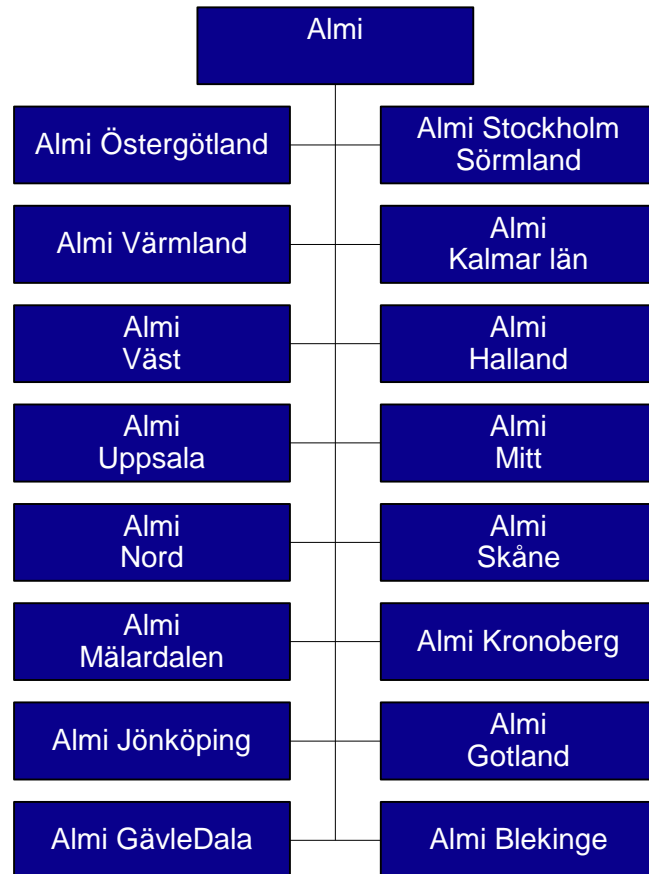 Almi
Almi Östergötland
Almi Stockholm
Sörmland
Almi Värmland
Almi
Kalmar län
Almi
Väst
Almi
Halland
Almi
Uppsala
Almi
Mitt
Almi
Nord
Almi
Skåne
Almi
Mälardalen
Almi Kronoberg
Almi Jönköping
Almi
Gotland
Almi GävleDala
Almi Blekinge